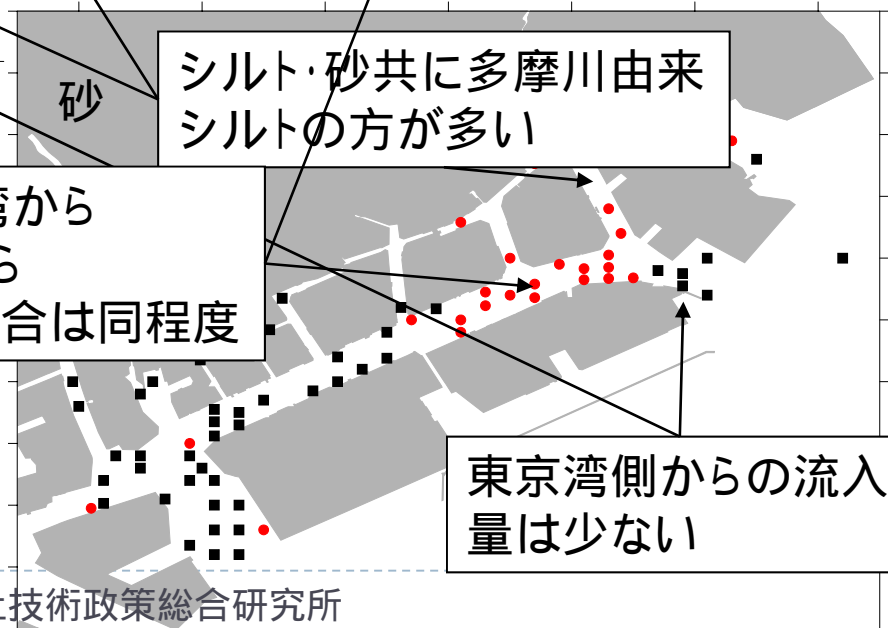 シルト・砂共に多摩川由来
シルトの方が多い
砂
湾から
ら
合は同程度
東京湾側からの流入
量は少ない
技術政策総合研究所